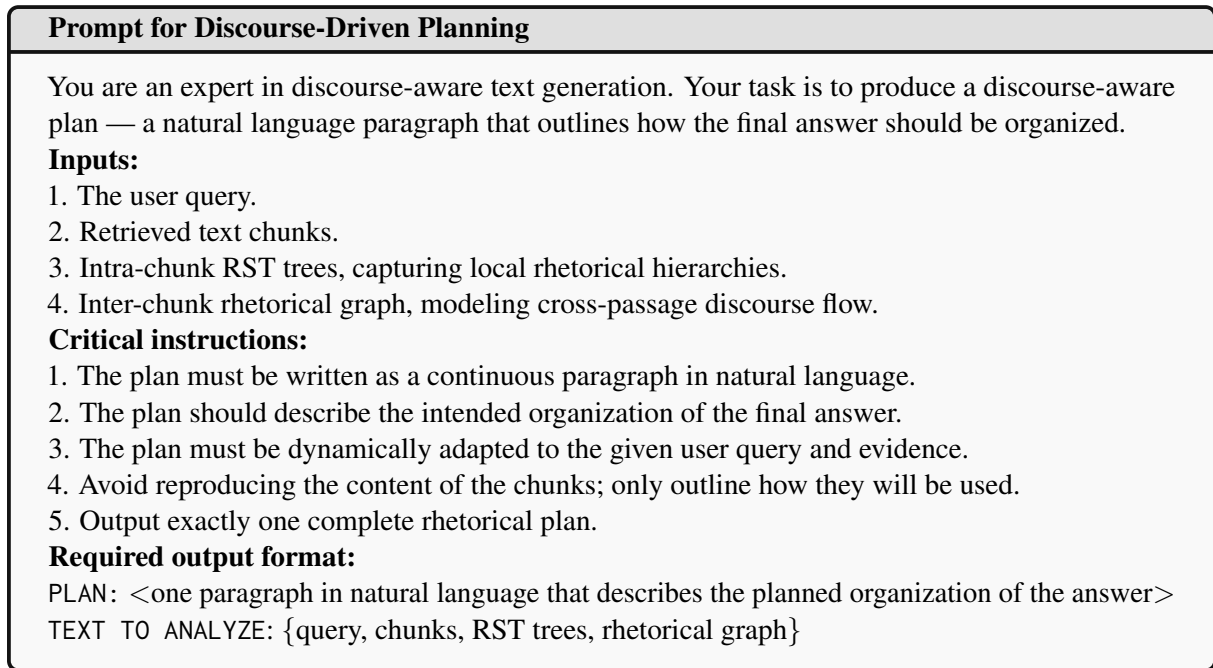 Prompt for Discourse-Driven Planning
You are an expert in discourse-aware text generation. Your task is to produce a discourse-aware
plan — a natural language paragraph that outlines how the final answer should be organized.
Inputs:
1. The user query.
2. Retrieved text chunks.
3. Intra-chunk RST trees, capturing local rhetorical hierarchies.
4. Inter-chunk rhetorical graph, modeling cross-passage discourse flow.
Critical instructions:
1. The plan must be written as a continuous paragraph in natural language.
2. The plan should describe the intended organization of the final answer.
3. The plan must be dynamically adapted to the given user query and evidence.
4. Avoid reproducing the content of the chunks; only outline how they will be used.
5. Output exactly one complete rhetorical plan.
Required output format:
PLAN: <one paragraph in natural language that describes the planned organization of the answer>
TEXT TO ANALYZE: {query, chunks, RST trees, rhetorical graph}